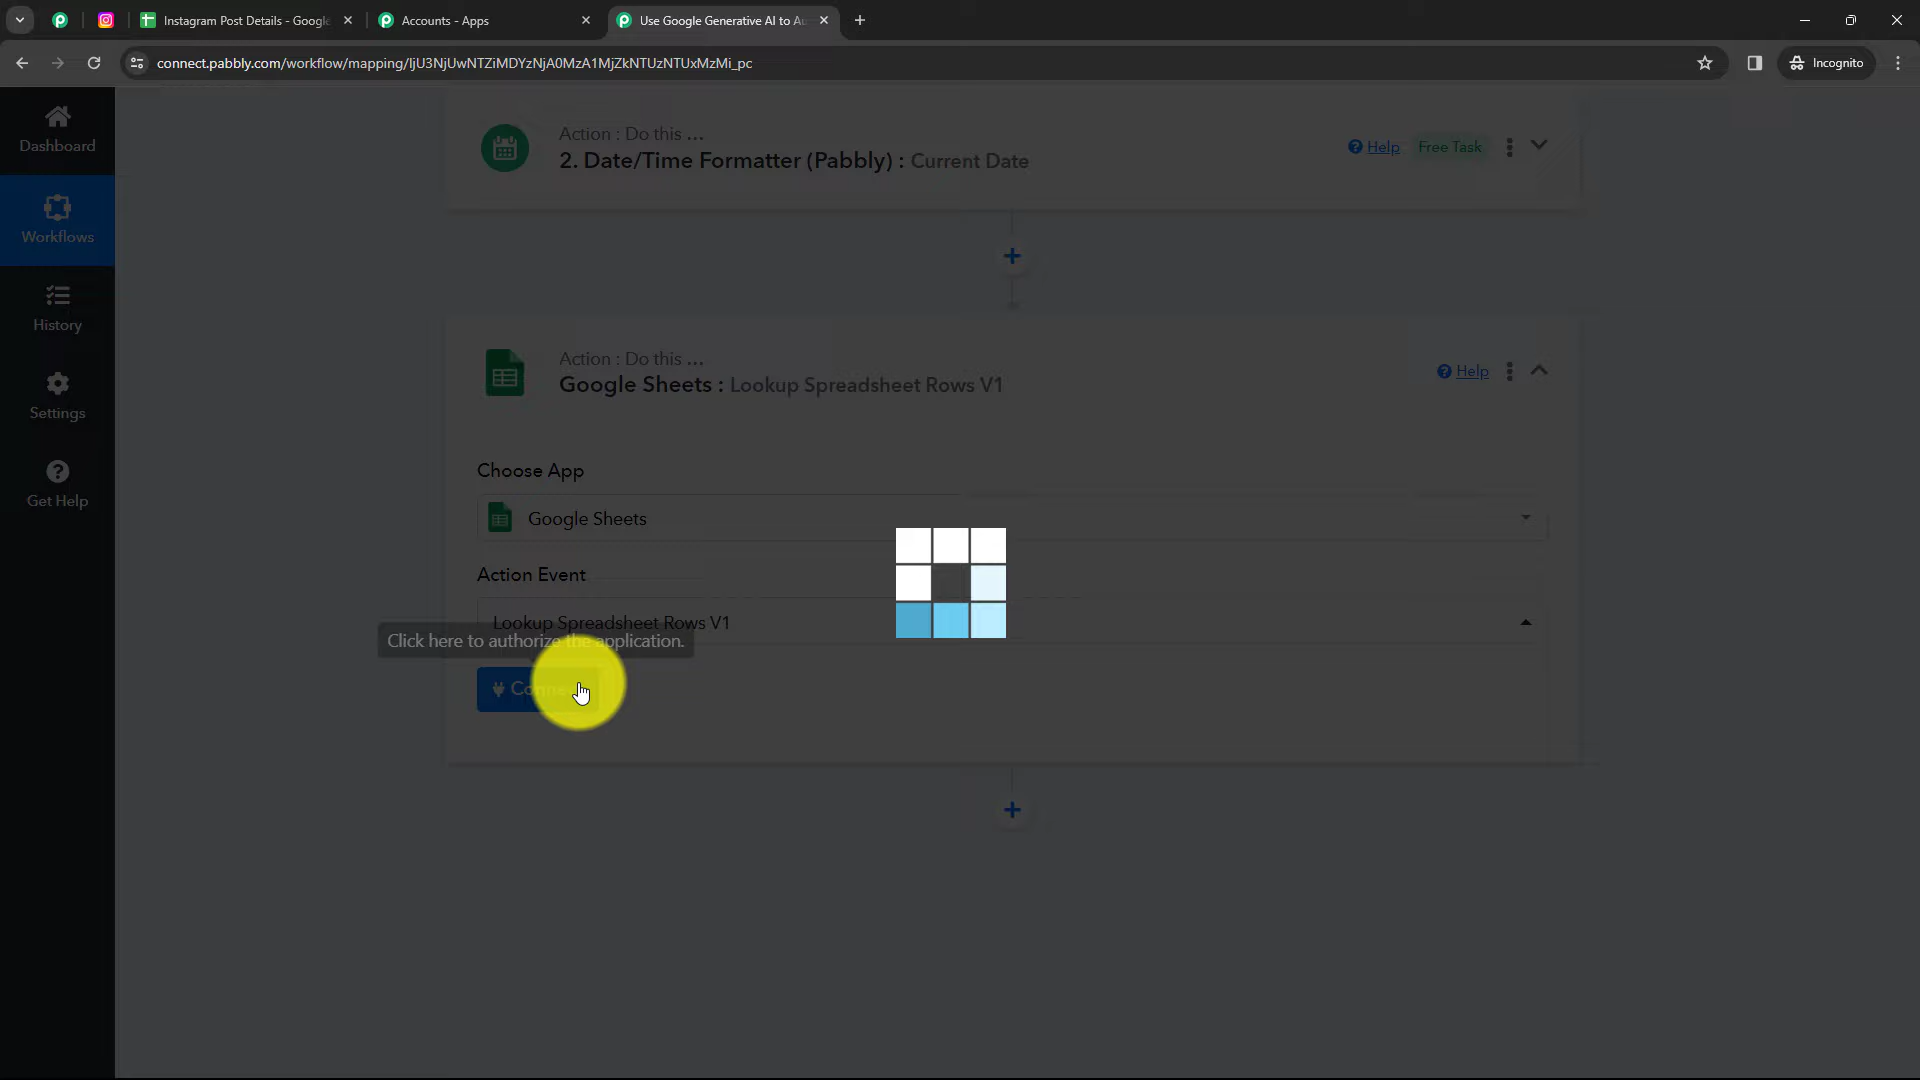 Instagram Post Details - Google
Accounts - Apps
Use Google Generative AI to Au
connect.pabbly.com/workflow/mapping/IjU3NjUwNTZiMDYzNjA0MzA1MjZkNTUzNTUxMzMi_pc
Incognito
Dashboard
Workflows
History
Settings
Get Help
Action : Do this ...
2. Date/Time Formatter (Pabbly) : Current Date
Help
Free Task
Action : Do this ...
Google Sheets : Lookup Spreadsheet Rows V1
Help
Choose App
Google Sheets
Action Event
Lookup Spreadsheet Rows V1
Click here to authorize the application.